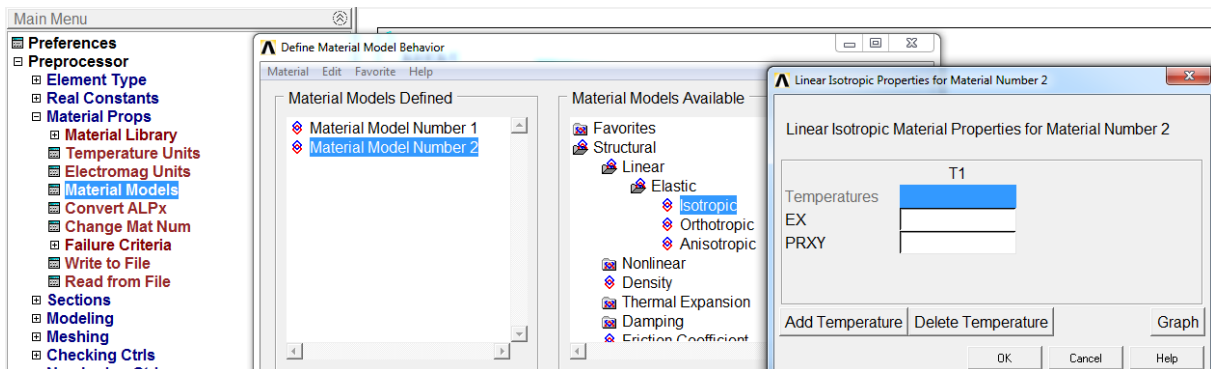 Main Menu
Preferences
Preprocessor
Element Type
Real Constants
Material Props
Material Library
Temperature Units
Electromag Units
Material Models
Convert ALPx
Change Mat Num
Failure Criteria
Write to File
Read from File
Sections
Modeling
Meshing
Checking Ctrls
Define Material Model Behavior
Material Edit Favorite Help
Material Models Defined
Material Model Number 1
Material Model Number 2
Material Models Available
Favorites
Structural
Linear
Elastic
Isotropic
Orthotropic
Anisotropic
Nonlinear
Density
Thermal Expansion
Damping
Friction Coefficient
Linear Isotropic Properties for Material Number 2
Linear Isotropic Material Properties for Material Number 2
T1
Temperatures
EX
PRXY
Add Temperature Delete Temperature Graph
OK Cancel Help